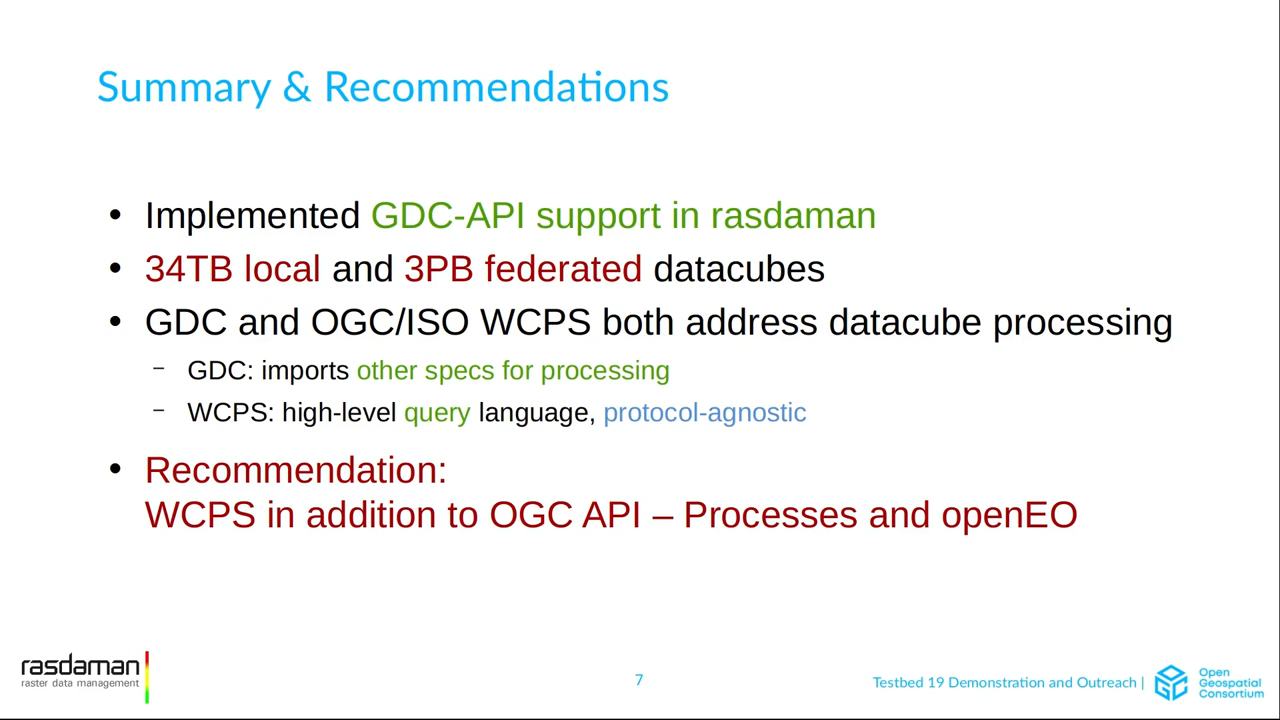 Summary & Recommendations
• Implemented GDC-API support in rasdaman
• 34TB local and 3PB federated datacubes
• GDC and OGC/ISO WCPS both address datacube processing
– GDC: imports other specs for processing
– WCPS: high-level query language, protocol-agnostic
• Recommendation:
WCPS in addition to OGC API – Processes and openEO
rasdaman
raster data management
7
Testbed 19 Demonstration and Outreach |
Open
Geospatial
Consortium